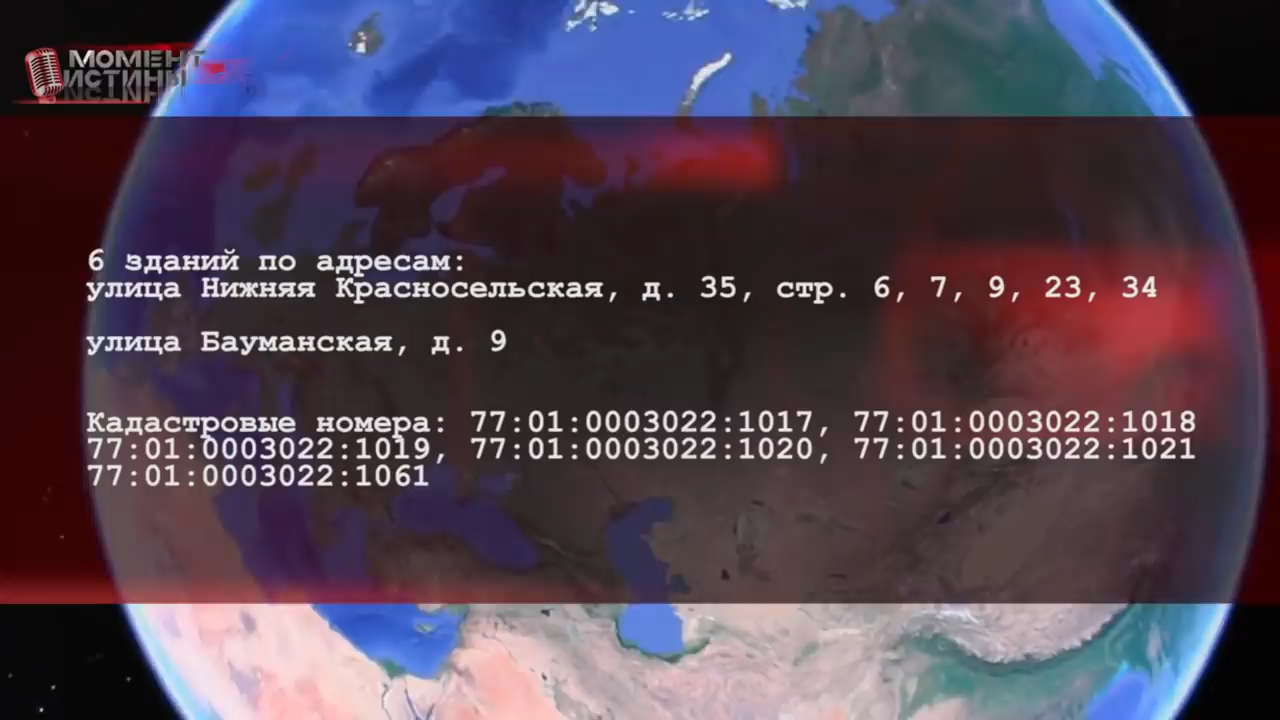 МОМЕНТ
ИСТИНЫ
6 зданий по адресам:
улица Нижняя Красносельская, д. 35, стр. 6, 7, 9, 23, 34
улица Бауманская, д. 9
Кадастровые номера: 77:01:0003022:1017, 77:01:0003022:1018
77:01:0003022:1019, 77:01:0003022:1020, 77:01:0003022:1021
77:01:0003022:1061